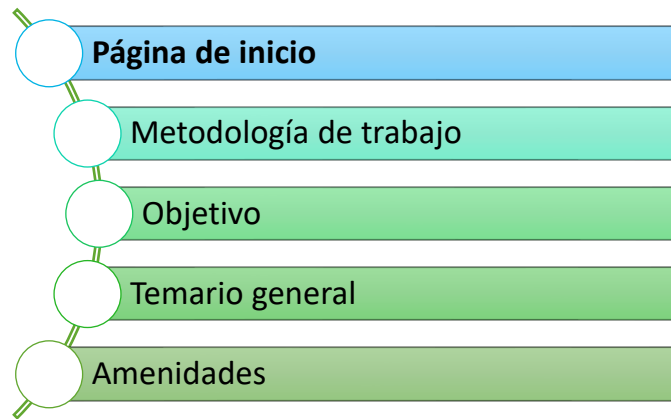 Página de inicio
Metodología de trabajo
Objetivo
Temario general
Amenidades